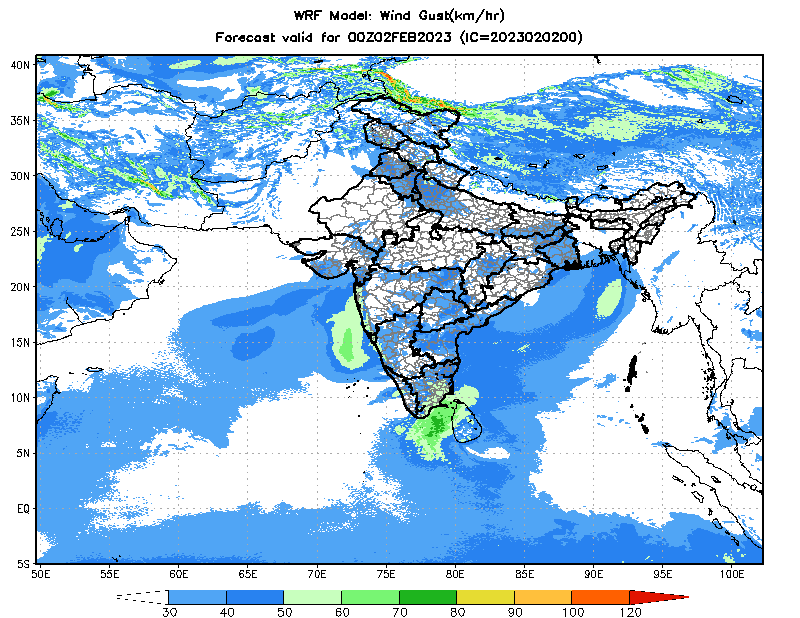 WRF Model: Wind Gust(km/hr)
Forecast valid for 00Z02FEB2023 (IC=2023020200)
40N
35N
30N
25N
20N
15N
10N
5N
EQ
5S
50E 55E 60E 65E 70E 75E 80E 85E 90E 95E 100E
30 40 50 60 70 80 90 100 120